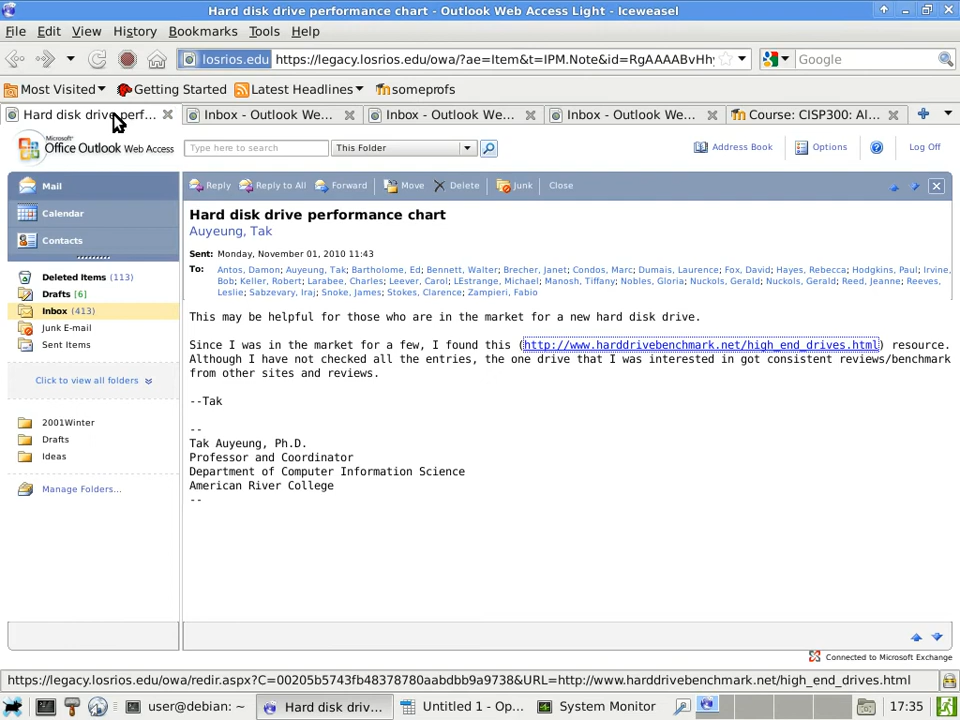 Hard disk drive performance chart - Outlook Web Access Light - Iceweasel
File Edit View History Bookmarks Tools Help
losrios.edu https://legacy.losrios.edu/owa/?ae=Item&t=IPM.Note&id=RgAAAABvHh Google
Most Visited Getting Started Latest Headlines someprofs
Hard disk drive perf... Inbox - Outlook We... Inbox - Outlook We... Inbox - Outlook We... Course: CISP300: Al...
Microsoft
Office Outlook Web Access Type here to search This Folder Address Book Options Log Off
Mail
Calendar
Contacts
Deleted Items (113)
Drafts [6]
Inbox (413)
Junk E-mail
Sent Items
Click to view all folders
2001Winter
Drafts
Ideas
Manage Folders...
Reply Reply to All Forward Move Delete Junk Close
Hard disk drive performance chart
Auyeung, Tak
Sent: Monday, November 01, 2010 11:43
To: Antos, Damon; Auyeung, Tak; Bartholome, Ed; Bennett, Walter; Brecher, Janet; Condos, Marc; Dumais, Laurence; Fox, David; Hayes, Rebecca; Hodgkins, Paul; Irvine,
Bob; Keller, Robert; Larabee, Charles; Leever, Carol; LEstrange, Michael; Manosh, Tiffany; Nobles, Gloria; Nuckols, Gerald; Nuckols, Gerald; Reed, Jeanne; Reeves,
Leslie; Sabzevary, Iraj; Snoke, James; Stokes, Clarence; Zampieri, Fabio
This may be helpful for those who are in the market for a new hard disk drive.
Since I was in the market for a few, I found this (http://www.harddrivebenchmark.net/high_end_drives.html) resource.
Although I have not checked all the entries, the one drive that I was interested in got consistent reviews/benchmark
from other sites and reviews.
--Tak
--
Tak Auyeung, Ph.D.
Professor and Coordinator
Department of Computer Information Science
American River College
--
Connected to Microsoft Exchange
https://legacy.losrios.edu/owa/redir.aspx?C=00205b5743fb48378780aabdbb9a9738&URL=http://www.harddrivebenchmark.net/high_end_drives.html
user@debian: ~ Hard disk driv... Untitled 1 - Op... System Monitor 17:35